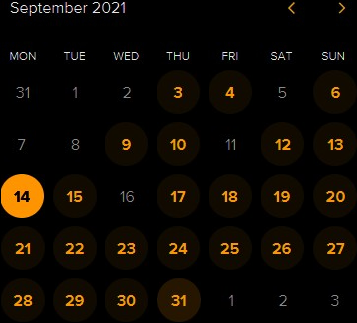 September 2021
MON TUE WED THU FRI SAT SUN
31 1 2 3 4 5 6
7 8 9 10 11 12 13
14 15 16 17 18 19 20
21 22 23 24 25 26 27
28 29 30 31 1 2 3